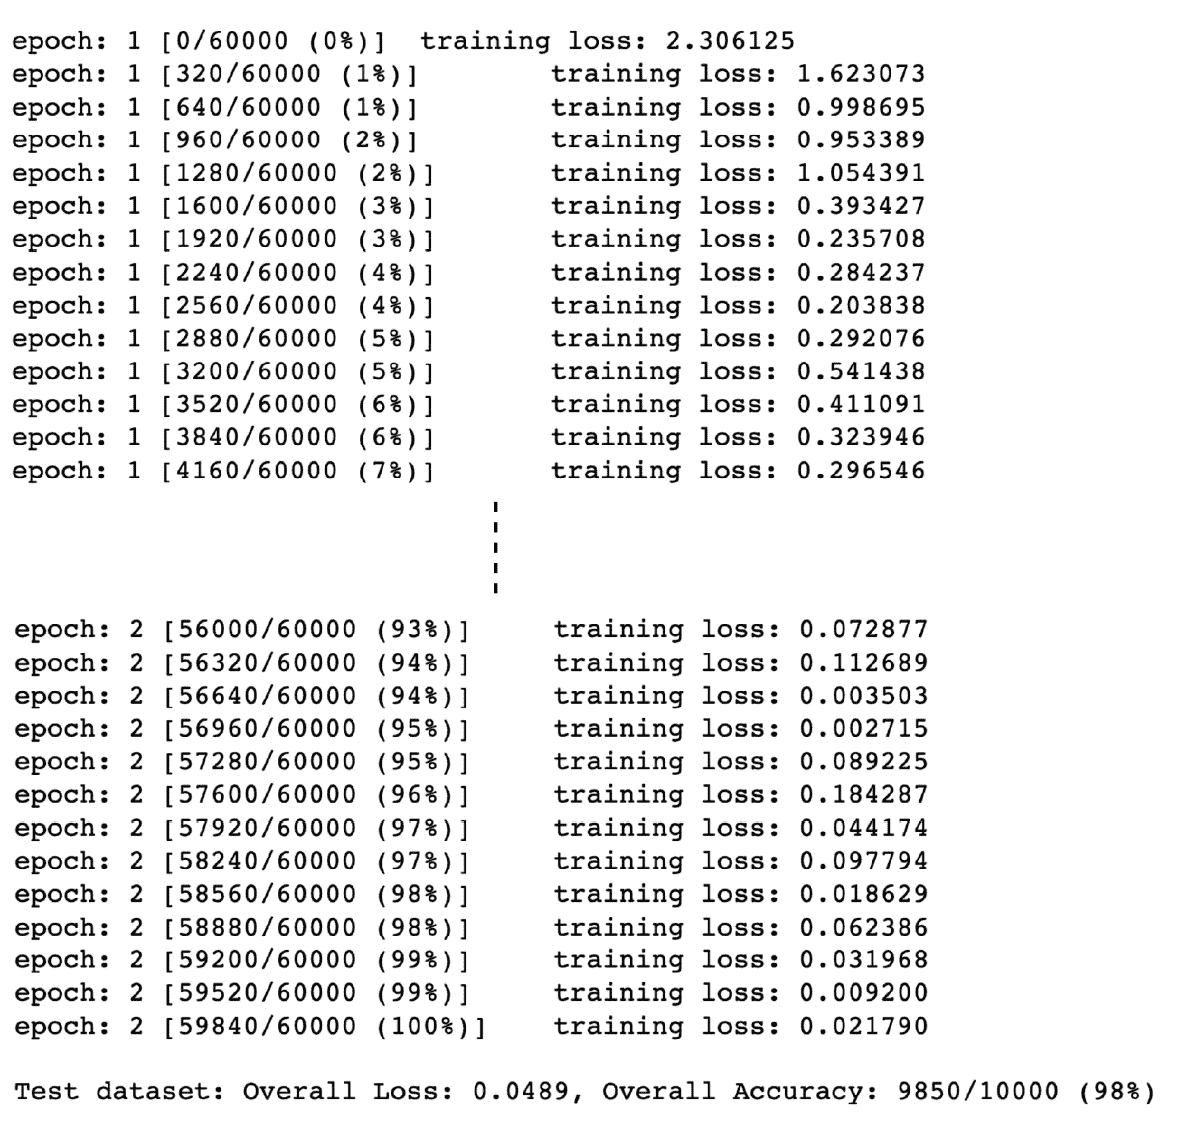 epoch: 1 [0/60000 (0%)] training loss: 2.306125
epoch: 1 [320/60000 (1%)] training loss: 1.623073
epoch: 1 [640/60000 (1%)] training loss: 0.998695
epoch: 1 [960/60000 (2%)] training loss: 0.953389
epoch: 1 [1280/60000 (2%)] training loss: 1.054391
epoch: 1 [1600/60000 (3%)] training loss: 0.393427
epoch: 1 [1920/60000 (3%)] training loss: 0.235708
epoch: 1 [2240/60000 (4%)] training loss: 0.284237
epoch: 1 [2560/60000 (4%)] training loss: 0.203838
epoch: 1 [2880/60000 (5%)] training loss: 0.292076
epoch: 1 [3200/60000 (5%)] training loss: 0.541438
epoch: 1 [3520/60000 (6%)] training loss: 0.411091
epoch: 1 [3840/60000 (6%)] training loss: 0.323946
epoch: 1 [4160/60000 (7%)] training loss: 0.296546
epoch: 2 [56000/60000 (93%)] training loss: 0.072877
epoch: 2 [56320/60000 (94%)] training loss: 0.112689
epoch: 2 [56640/60000 (94%)] training loss: 0.003503
epoch: 2 [56960/60000 (95%)] training loss: 0.002715
epoch: 2 [57280/60000 (95%)] training loss: 0.089225
epoch: 2 [57600/60000 (96%)] training loss: 0.184287
epoch: 2 [57920/60000 (97%)] training loss: 0.044174
epoch: 2 [58240/60000 (97%)] training loss: 0.097794
epoch: 2 [58560/60000 (98%)] training loss: 0.018629
epoch: 2 [58880/60000 (98%)] training loss: 0.062386
epoch: 2 [59200/60000 (99%)] training loss: 0.031968
epoch: 2 [59520/60000 (99%)] training loss: 0.009200
epoch: 2 [59840/60000 (100%)] training loss: 0.021790
Test dataset: Overall Loss: 0.0489, Overall Accuracy: 9850/10000 (98%)